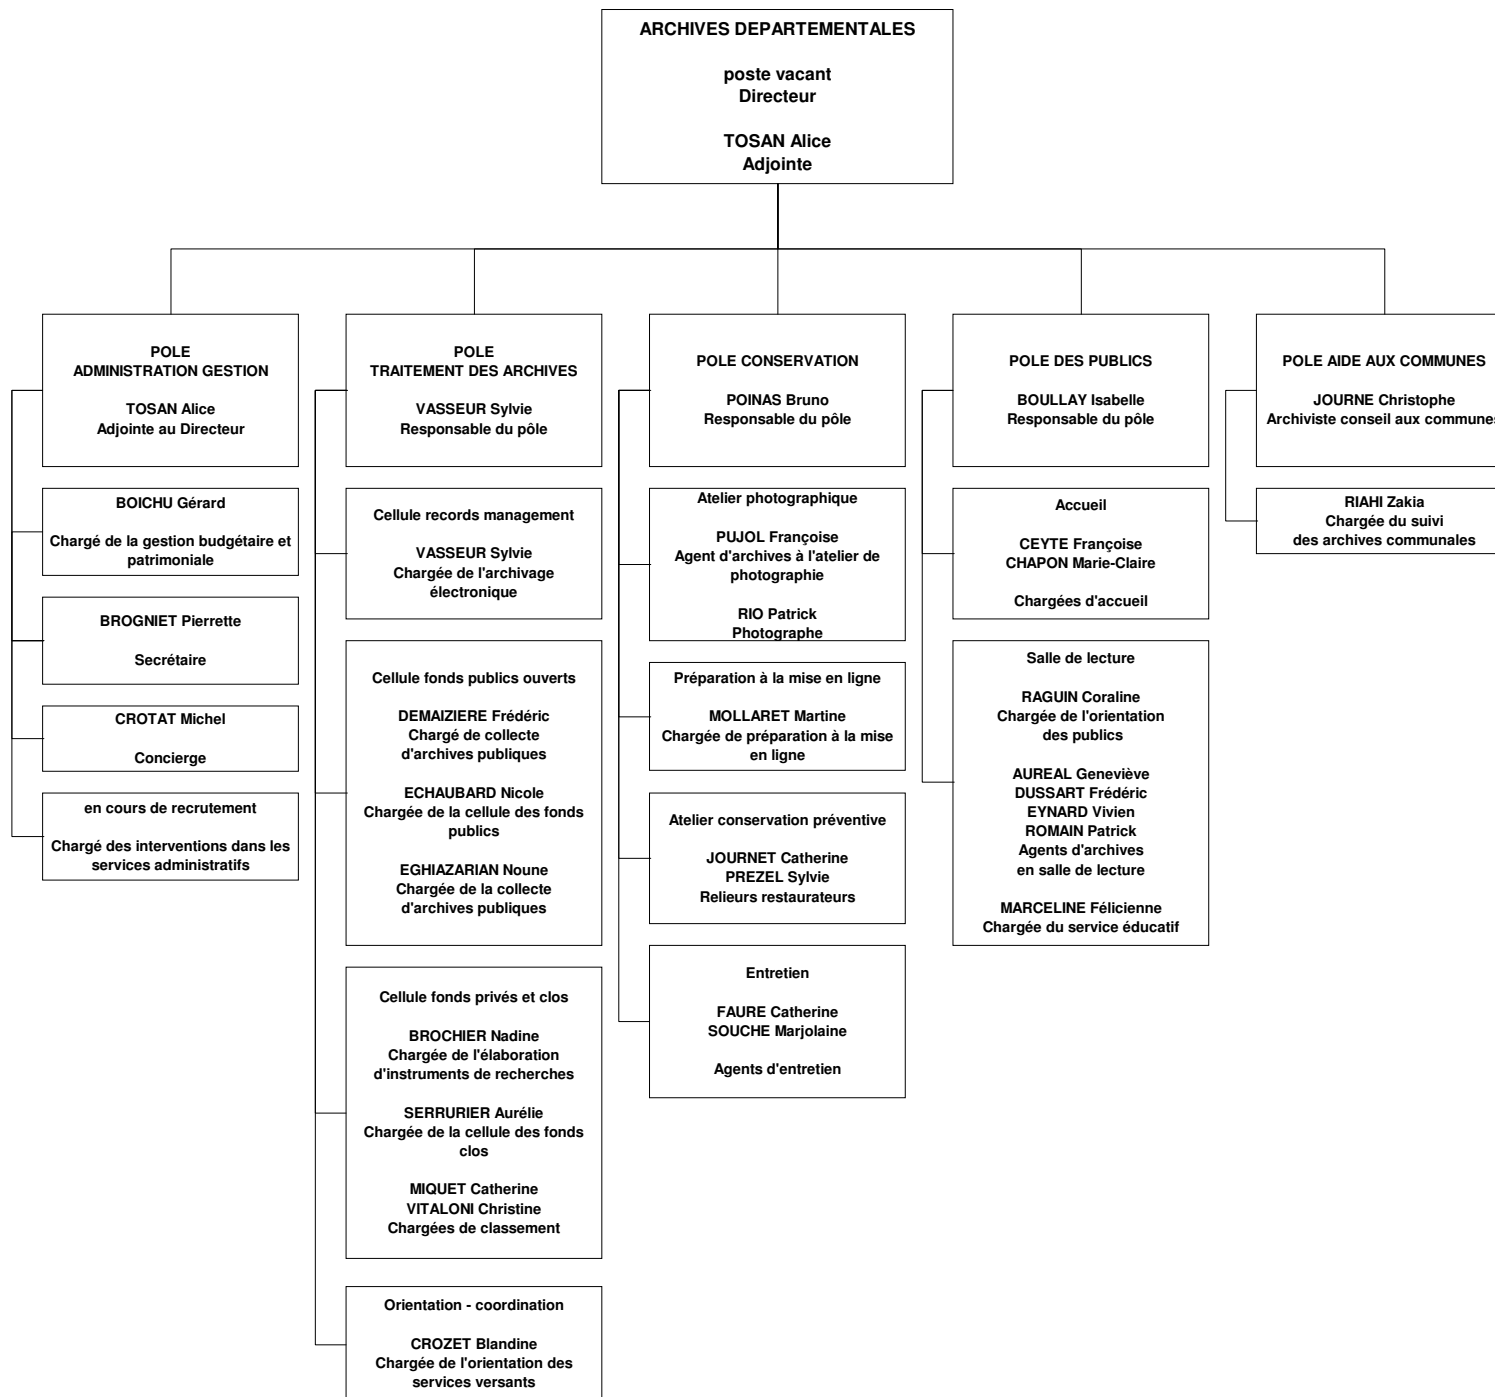 ARCHIVES DEPARTEMENTALES
poste vacant
Directeur
TOSAN Alice
Adjointe
POLE
ADMINISTRATION GESTION
TOSAN Alice
Adjointe au Directeur
BOICHU Gérard
Chargé de la gestion budgétaire et
patrimoniale
BROGNIET Pierrette
Secrétaire
CROTAT Michel
Concierge
en cours de recrutement
Chargé des interventions dans les
services administratifs
POLE
TRAITEMENT DES ARCHIVES
VASSEUR Sylvie
Responsable du pôle
Cellule records management
VASSEUR Sylvie
Chargée de l'archivage
électronique
Cellule fonds publics ouverts
DEMAIZIERE Frédéric
Chargé de collecte
d'archives publiques
ECHAUBARD Nicole
Chargée de la cellule des fonds
publics
EGHIAZARIAN Noune
Chargée de la collecte
d'archives publiques
Cellule fonds privés et clos
BROCHIER Nadine
Chargée de l'élaboration
d'instruments de recherches
SERRURIER Aurélie
Chargée de la cellule des fonds
clos
MIQUET Catherine
VITALONI Christine
Chargées de classement
Orientation - coordination
CROZET Blandine
Chargée de l'orientation des
services versants
POLE CONSERVATION
POINAS Bruno
Responsable du pôle
Atelier photographique
PUJOL Françoise
Agent d'archives à l'atelier de
photographie
RIO Patrick
Photographe
Préparation à la mise en ligne
MOLLARET Martine
Chargée de préparation à la mise
en ligne
Atelier conservation préventive
JOURNET Catherine
PREZEL Sylvie
Relieurs restaurateurs
Entretien
FAURE Catherine
SOUCHE Marjolaine
Agents d'entretien
POLE DES PUBLICS
BOULLAY Isabelle
Responsable du pôle
Accueil
CEYTE Françoise
CHAPON Marie-Claire
Chargées d'accueil
Salle de lecture
RAGUIN Coraline
Chargée de l'orientation
des publics
AUREAL Geneviève
DUSSART Frédéric
EYNARD Vivien
ROMAIN Patrick
Agents d'archives
en salle de lecture
MARCELINE Félicienne
Chargée du service éducatif
POLE AIDE AUX COMMUNES
JOURNE Christophe
Archiviste conseil aux communes
RIAHI Zakia
Chargée du suivi
des archives communales